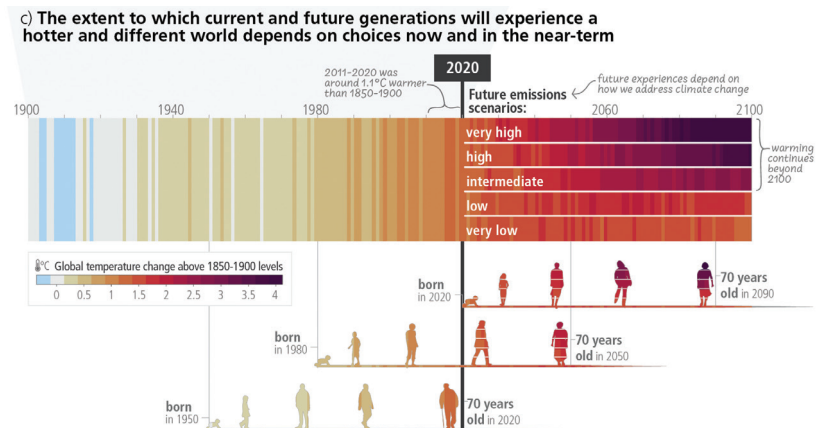 c) The extent to which current and future generations will experience a
hotter and different world depends on choices now and in the near-term
2011-2020 was
around 1.1°C warmer
than 1850-1900
2020
Future emissions
scenarios:
future experiences depend on
how we address climate change
1900
1940
1980
2060
2100
very high
high
intermediate
low
very low
warming
continues
beyond
2100
°C Global temperature change above 1850-1900 levels
0 0.5 1 1.5 2 2.5 3 3.5 4
born
in 2020
70 years
old in 2090
born
in 1980
70 years
old in 2050
born
in 1950
70 years
old in 2020